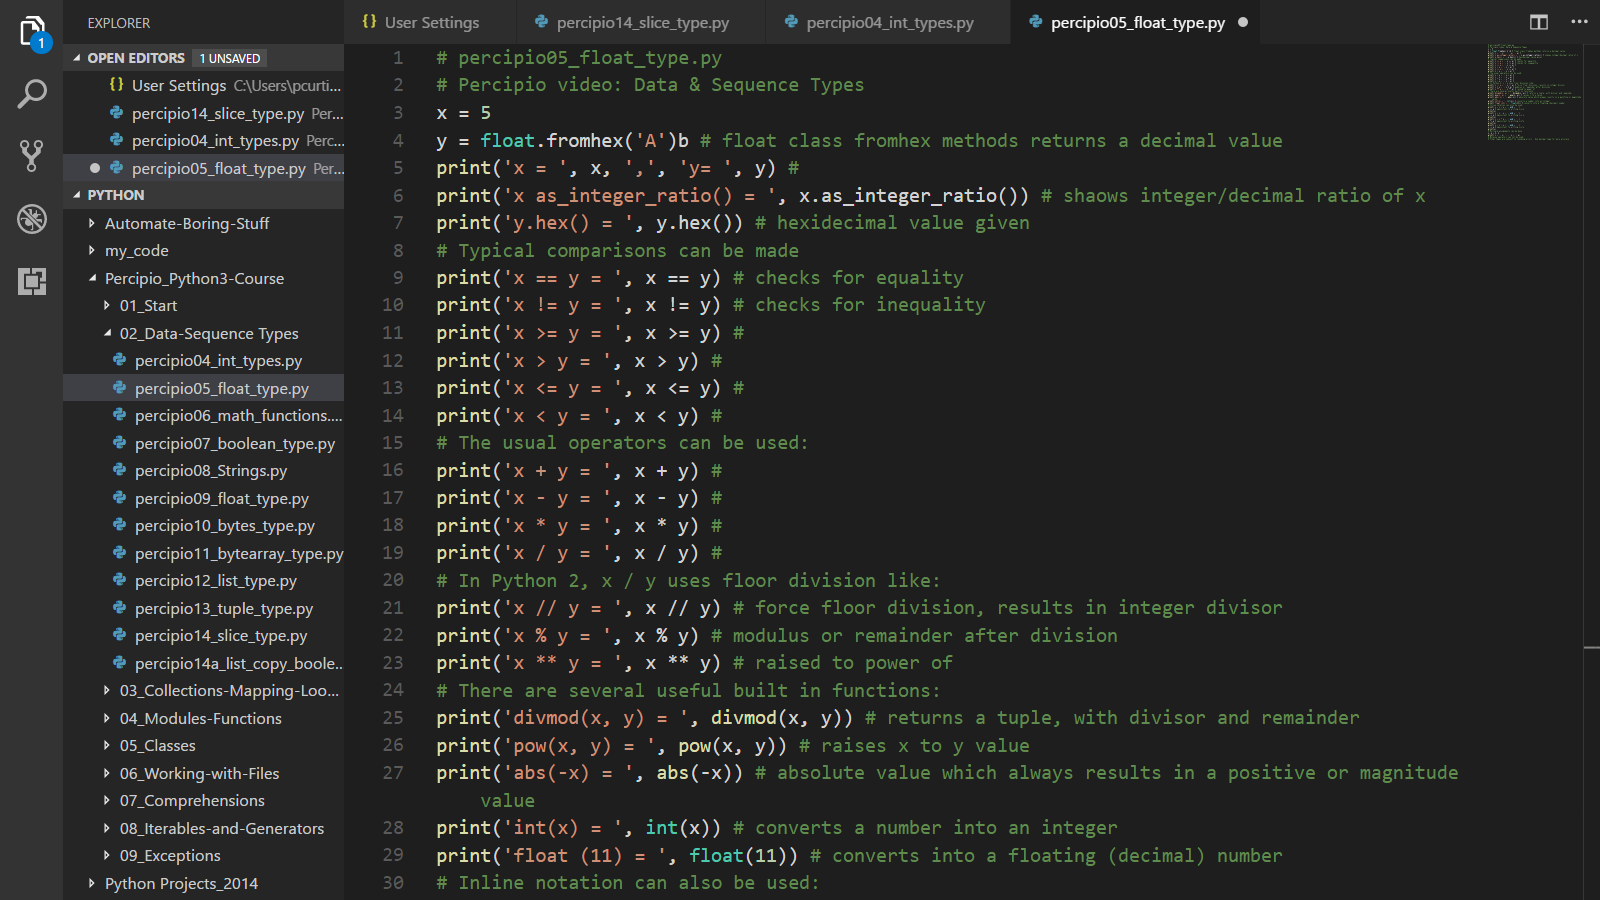 EXPLORER
OPEN EDITORS 1 UNSAVED
{} User Settings C:\Users\pcurti...
percipio14_slice_type.py Per...
percipio04_int_types.py Perc...
percipio05_float_type.py Per...
PYTHON
Automate-Boring-Stuff
my_code
Percipio_Python3-Course
01_Start
02_Data-Sequence Types
percipio04_int_types.py
percipio05_float_type.py
percipio06_math_functions....
percipio07_boolean_type.py
percipio08_Strings.py
percipio09_float_type.py
percipio10_bytes_type.py
percipio11_bytearray_type.py
percipio12_list_type.py
percipio13_tuple_type.py
percipio14_slice_type.py
percipio14a_list_copy_boole..
03_Collections-Mapping-Loo...
04_Modules-Functions
05_Classes
06_Working-with-Files
07_Comprehensions
08_Iterables-and-Generators
09_Exceptions
Python Projects_2014
1
{} User Settings percipio14_slice_type.py percipio04_int_types.py percipio05_float_type.py
1 # percipio05_float_type.py
2 # Percipio video: Data & Sequence Types
3 x = 5
4 y = float.fromhex('A')b # float class fromhex methods returns a decimal value
5 print('x = ', x, ',', 'y= ', y) #
6 print('x as_integer_ratio() = ', x.as_integer_ratio()) # shaows integer/decimal ratio of x
7 print('y.hex() = ', y.hex()) # hexidecimal value given
8 # Typical comparisons can be made
9 print('x == y = ', x == y) # checks for equality
10 print('x != y = ', x != y) # checks for inequality
11 print('x >= y = ', x >= y) #
12 print('x > y = ', x > y) #
13 print('x <= y = ', x <= y) #
14 print('x < y = ', x < y) #
15 # The usual operators can be used:
16 print('x + y = ', x + y) #
17 print('x - y = ', x - y) #
18 print('x * y = ', x * y) #
19 print('x / y = ', x / y) #
20 # In Python 2, x / y uses floor division like:
21 print('x // y = ', x // y) # force floor division, results in integer divisor
22 print('x % y = ', x % y) # modulus or remainder after division
23 print('x ** y = ', x ** y) # raised to power of
24 # There are several useful built in functions:
25 print('divmod(x, y) = ', divmod(x, y)) # returns a tuple, with divisor and remainder
26 print('pow(x, y) = ', pow(x, y)) # raises x to y value
27 print('abs(-x) = ', abs(-x)) # absolute value which always results in a positive or magnitude
value
28 print('int(x) = ', int(x)) # converts a number into an integer
29 print('float (11) = ', float(11)) # converts into a floating (decimal) number
30 # Inline notation can also be used: